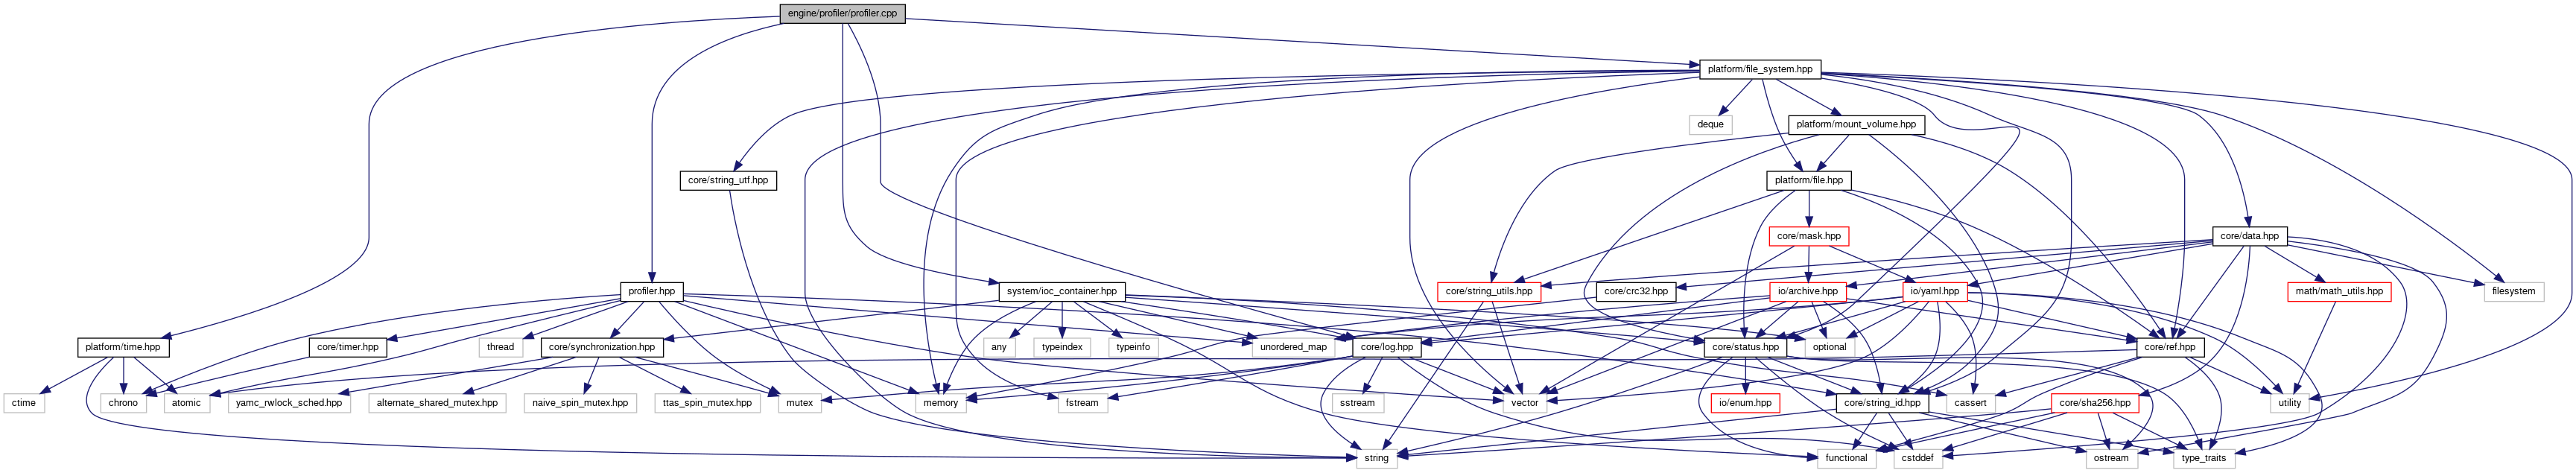 engine/profiler/profiler.cpp
platform/file_system.hpp
deque
platform/mount_volume.hpp
core/string_utf.hpp
platform/file.hpp
core/mask.hpp
core/data.hpp
profiler.hpp
system/ioc_container.hpp
core/string_utils.hpp
core/crc32.hpp
io/archive.hpp
io/yaml.hpp
math/math_utils.hpp
filesystem
platform/time.hpp
core/timer.hpp
thread
core/synchronization.hpp
any
typeindex
typeinfo
unordered_map
core/log.hpp
core/status.hpp
optional
core/ref.hpp
ctime
chrono
atomic
yamc_rwlock_sched.hpp
alternate_shared_mutex.hpp
naive_spin_mutex.hpp
ttas_spin_mutex.hpp
mutex
memory
fstream
sstream
vector
io/enum.hpp
core/string_id.hpp
cassert
core/sha256.hpp
utility
string
functional
cstddef
ostream
type_traits